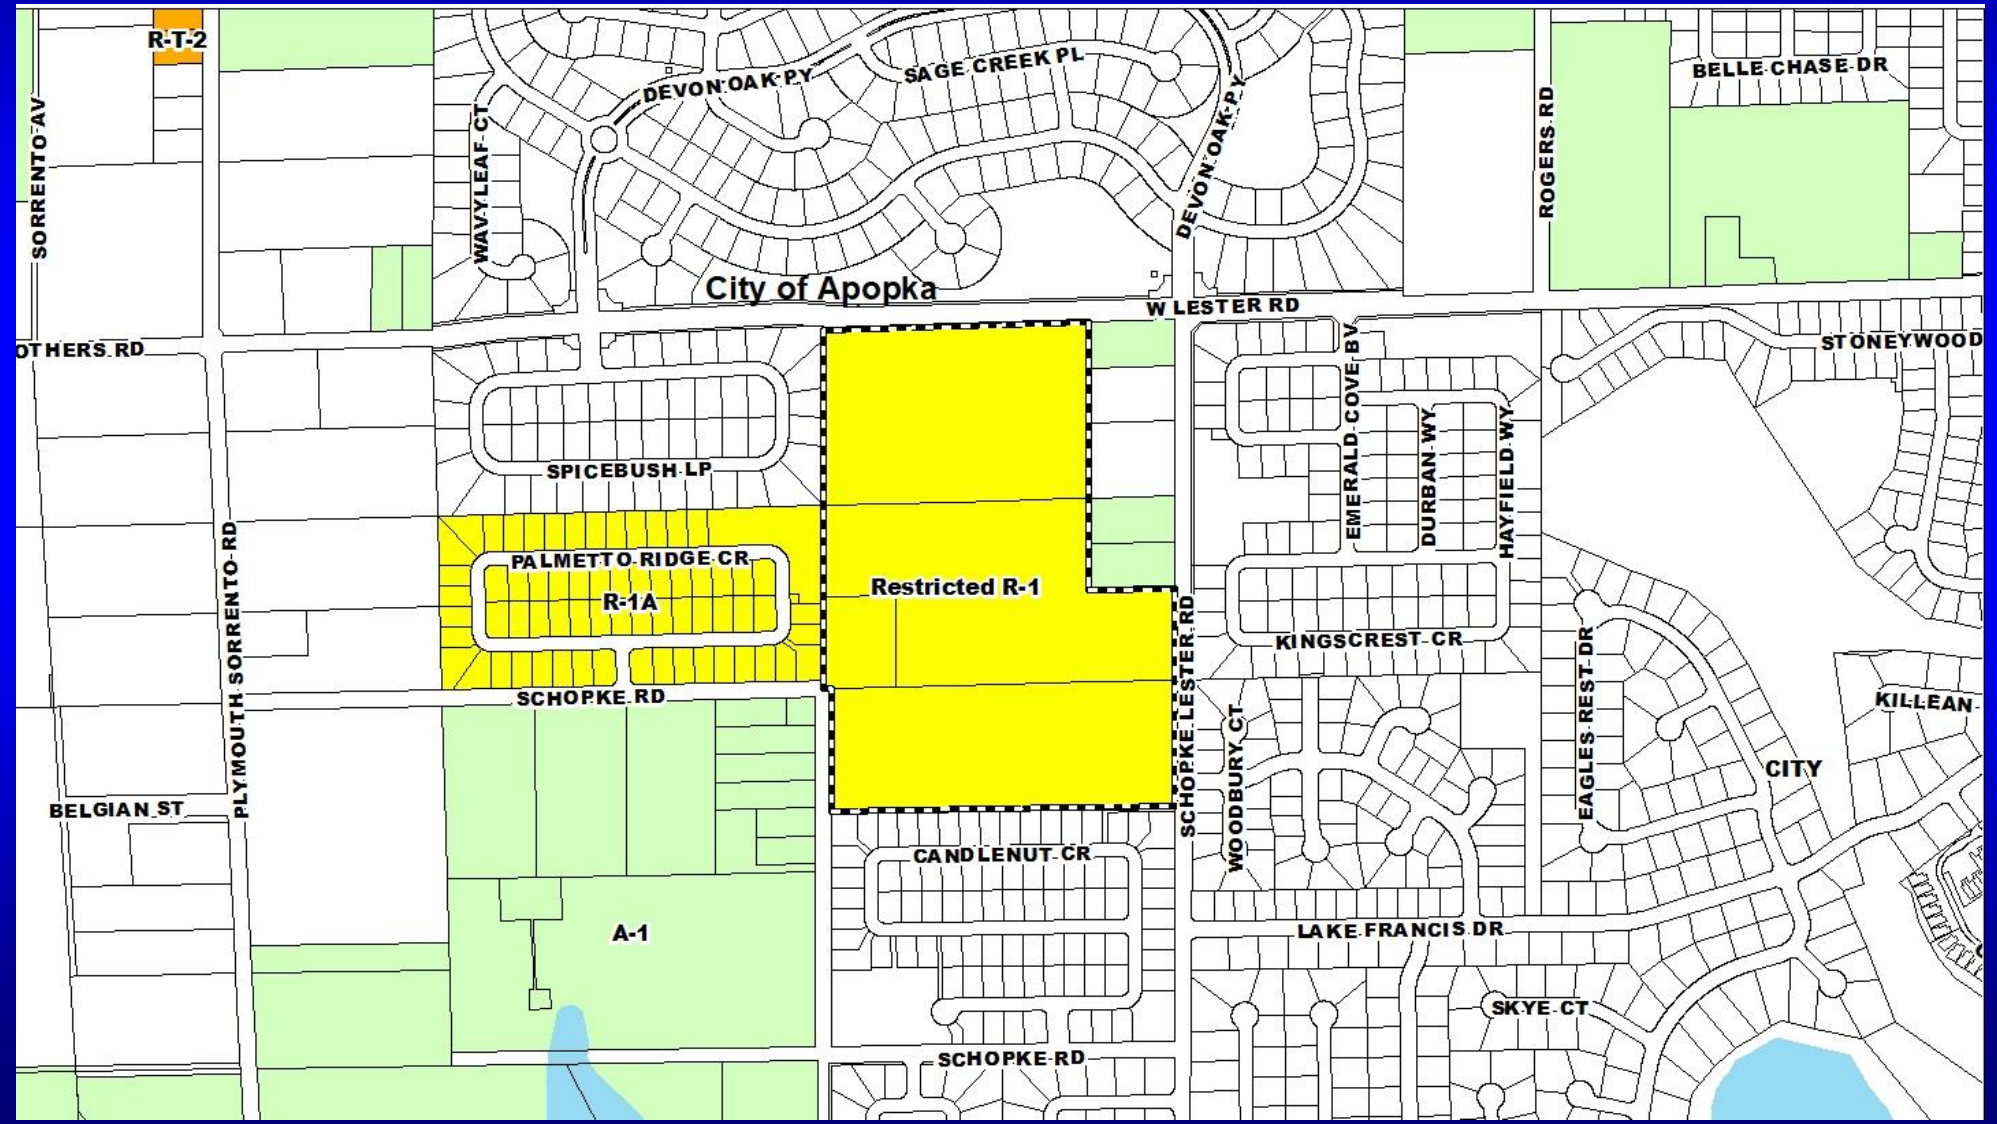 R-T-2
BELLE CHASE DR
SAGE CREEK PL
DEVON OAK PY
SORRENTO AV
WAVYLEAF CT
DEVON OAK PY
ROGERS RD
City of Apopka
W LESTER RD
OTHERS RD
STONEYWOOD
EMERALD COVE BV
DURBAN WY
HAYFIELD WY
SPICEBUSH LP
PALMETTO RIDGE CR
R-1A
Restricted R-1
PLYMOUTH SORRENTO RD
KINGSCREST CR
SCHOPKE RD
SCHOPKE LESTER RD
EAGLES REST DR
KILLEAN
WOODBURY CT
CITY
BELGIAN ST
CANDLENUT CR
A-1
LAKE FRANCIS DR
SKYE CT
SCHOPKE RD